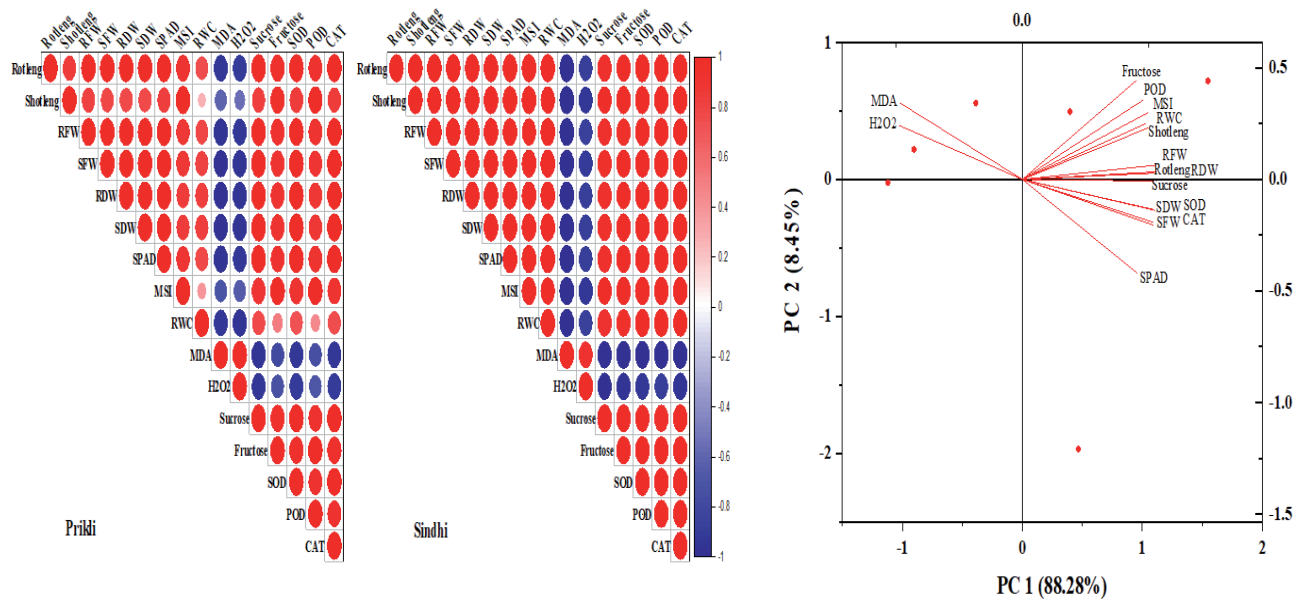 Rotleng Shotleng RFW SFW RDW SDW SPAD MSI RWC MDA H2O2 Sucrose Fructose SOD POD CAT
Rotleng
Shotleng
RFW
SFW
RDW
SDW
SPAD
MSI
RWC
MDA
H2O2
Sucrose
Fructose
SOD
POD
CAT
Prikli
Rotleng Shotleng RFW SFW RDW SDW SPAD MSI RWC MDA H2O2 Sucrose Fructose SOD POD CAT
Rotleng
Shotleng
RFW
SFW
RDW
SDW
SPAD
MSI
RWC
MDA
H2O2
Sucrose
Fructose
SOD
POD
CAT
Sindhi
1
0.8
0.6
0.4
0.2
0
-0.2
-0.4
-0.6
-0.8
-1
0.0
1
0
-1
-2
PC 2 (8.45%)
Fructose
POD
MSI
RWC
Shotleng
MDA
H2O2
RFW
Rotleng RDW
Sucrose
SDW SOD
SFW CAT
SPAD
0.5
0.0
-0.5
-1.0
-1.5
-1 0 1 2
PC 1 (88.28%)